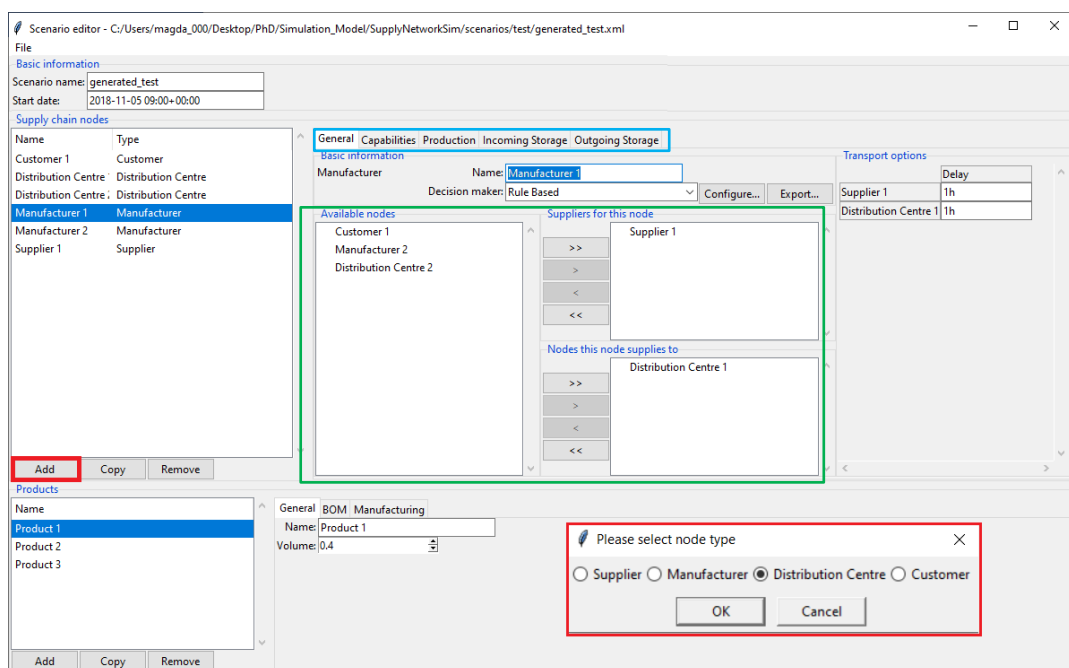 Scenario editor - C:/Users/magda_000/Desktop/PhD/Simulation_Model/SupplyNetworkSim/scenarios/test/generated_test.xml
File
Basic information
Scenario name: generated_test
Start date: 2018-11-05 09:00+00:00
Supply chain nodes
Name Type
Customer 1 Customer
Distribution Centre Distribution Centre
Distribution Centre Distribution Centre
Manufacturer 1 Manufacturer
Manufacturer 2 Manufacturer
Supplier 1 Supplier
Add Copy Remove
General Capabilities Production Incoming Storage Outgoing Storage
Basic information
Manufacturer Name: Manufacturer 1
Decision maker: Rule Based Configure... Export...
Available nodes
Customer 1
Manufacturer 2
Distribution Centre 2
Suppliers for this node
Supplier 1
>>
>
<
<<
Nodes this node supplies to
Distribution Centre 1
>>
>
<
<<
Transport options
Delay
Supplier 1 1h
Distribution Centre 1 1h
Products
Name
Product 1
Product 2
Product 3
Add Copy Remove
General BOM Manufacturing
Name: Product 1
Volume: 0.4
Please select node type
Supplier Manufacturer Distribution Centre Customer
OK Cancel